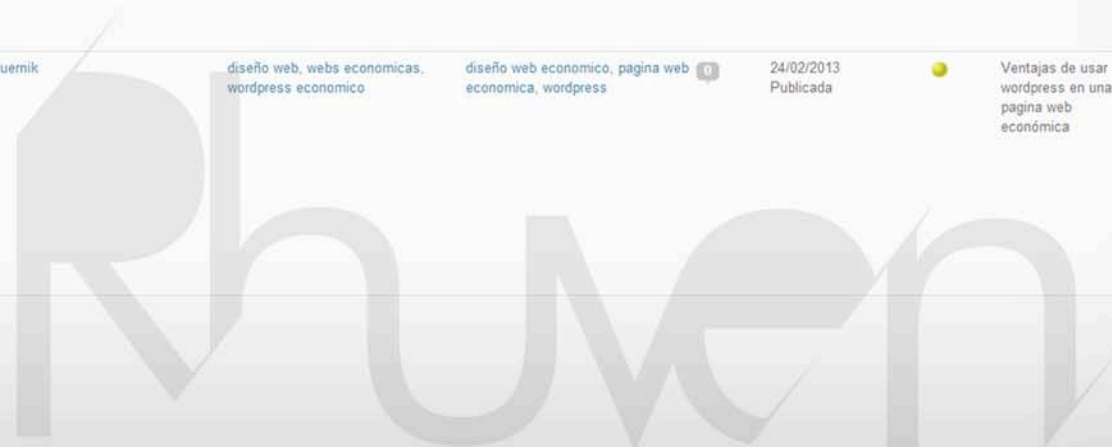 uernik
diseño web, webs economicas,
wordpress economico
diseño web economico, pagina web
economica, wordpress
0
24/02/2013
Publicada
Ventajas de usar
wordpress en una
pagina web
económica
Rhuven